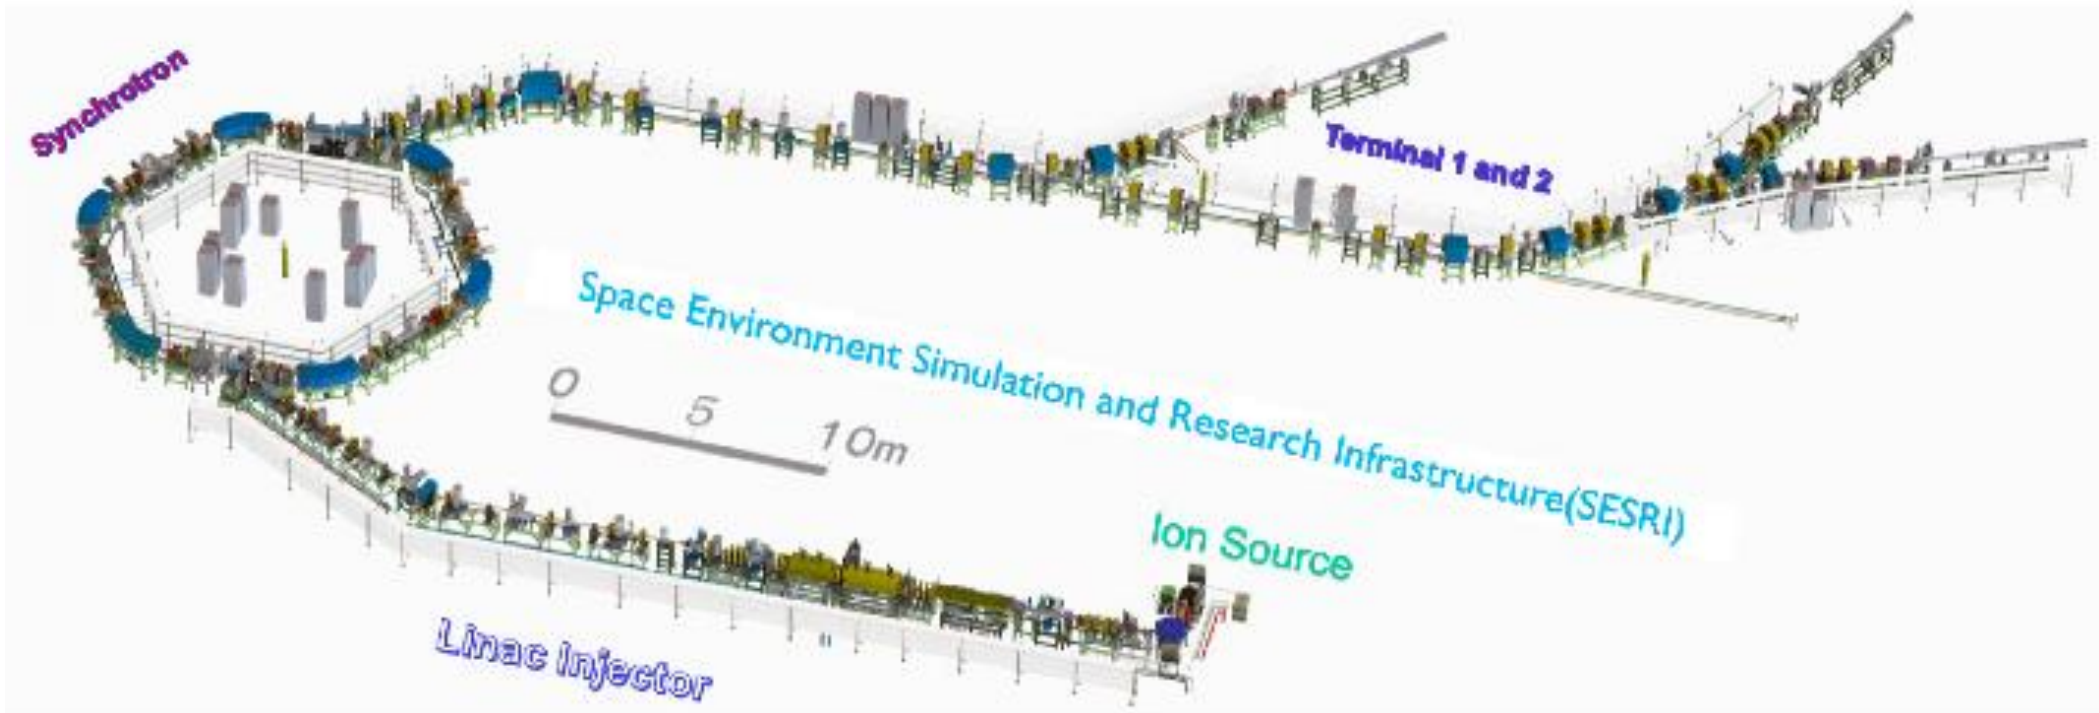 Synchrotron
Terminal 1 and 2
Space Environment Simulation and Research Infrastructure(SESRI)
0 5 10m
Ion Source
Linac Injector